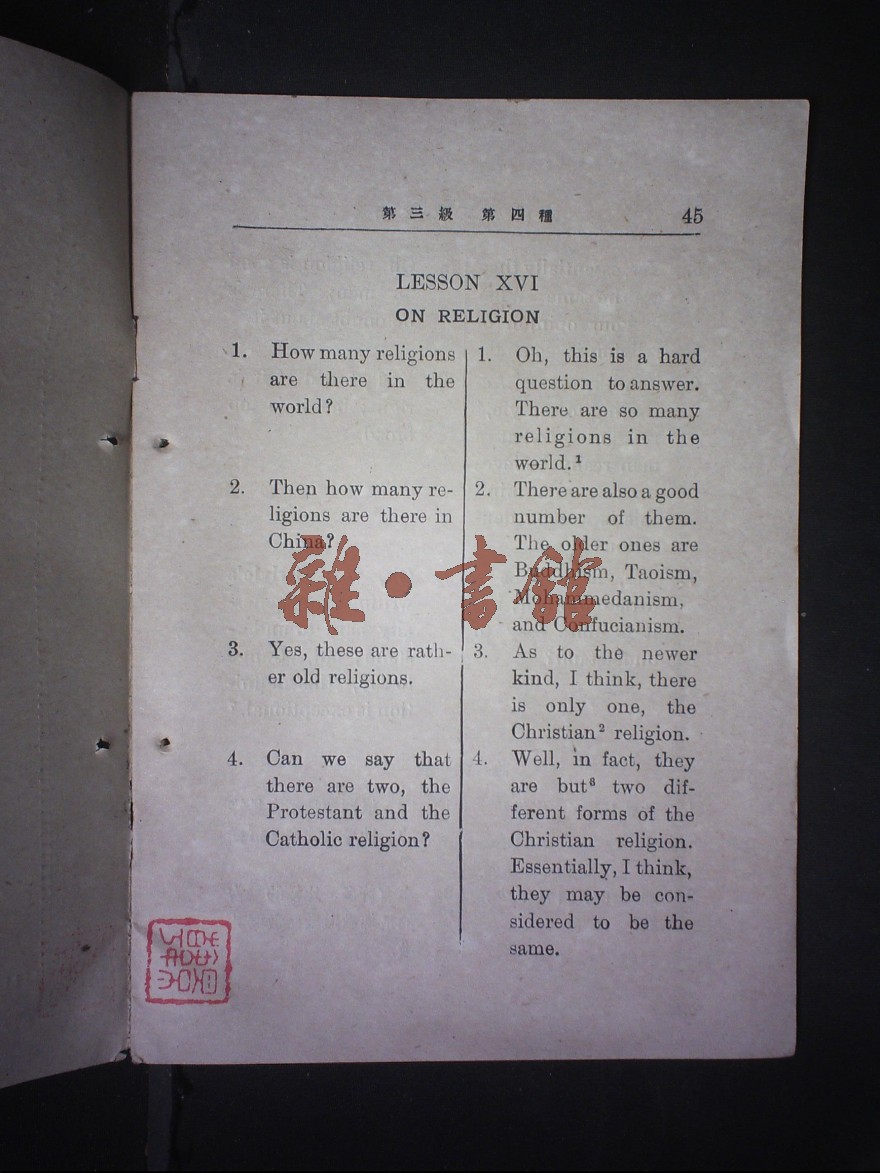 第三級 第四種 45
LESSON XVI
ON RELIGION
1. How many religions
are there in the
world?
1. Oh, this is a hard
question to answer.
There are so many
religions in the
world.¹
2. Then how many re-
ligions are there in
China?
2. There are also a good
number of them.
The older ones are
Buddhism, Taoism,
Mohammedanism,
and Confucianism.
3. Yes, these are rath-
er old religions.
3. As to the newer
kind, I think, there
is only one, the
Christian² religion.
4. Can we say that
there are two, the
Protestant and the
Catholic religion?
4. Well, in fact, they
are but³ two dif-
ferent forms of the
Christian religion.
Essentially, I think,
they may be con-
sidered to be the
same.
雜·書館